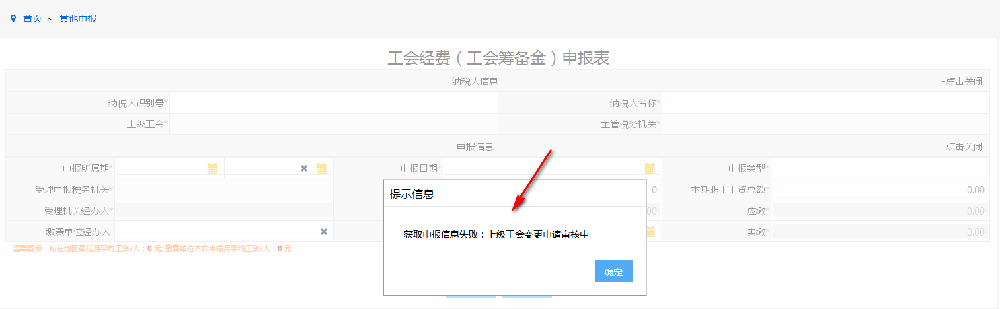 首页 > 其他申报
工会经费（工会筹备金）申报表
纳税人信息 -点击关闭
纳税人识别号* 纳税人名称*
上级工会* 主管税务机关*
申报信息 -点击关闭
申报所属期* 申报日期* 申报类型*
受理申报税务机关* 0 本期职工工资总额* 0.00
受理机关经办人* 00 应缴* 0.00
缴费单位经办人 实缴* 0.00
温馨提示：所在地区最低月平均工资/人：0 元; 缴费单位本次申报月平均工资/人：0 元
提示信息
获取申报信息失败：上级工会变更申请审核中
确定